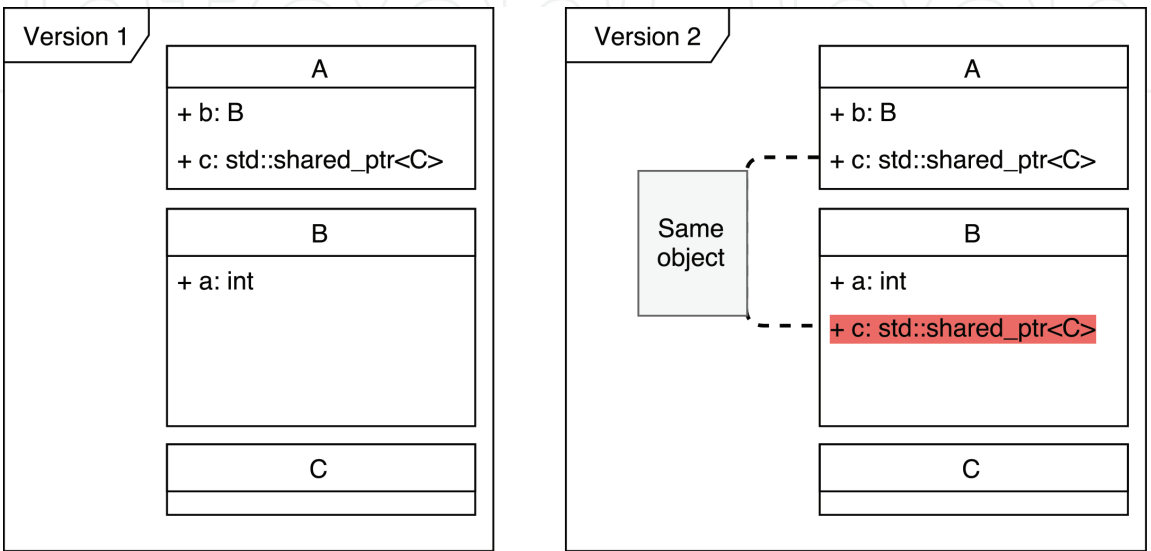 Version 1
A
+ b: B
+ c: std::shared_ptr<C>
B
+ a: int
C
Version 2
A
+ b: B
+ c: std::shared_ptr<C>
Same
object
B
+ a: int
+ c: std::shared_ptr<C>
C